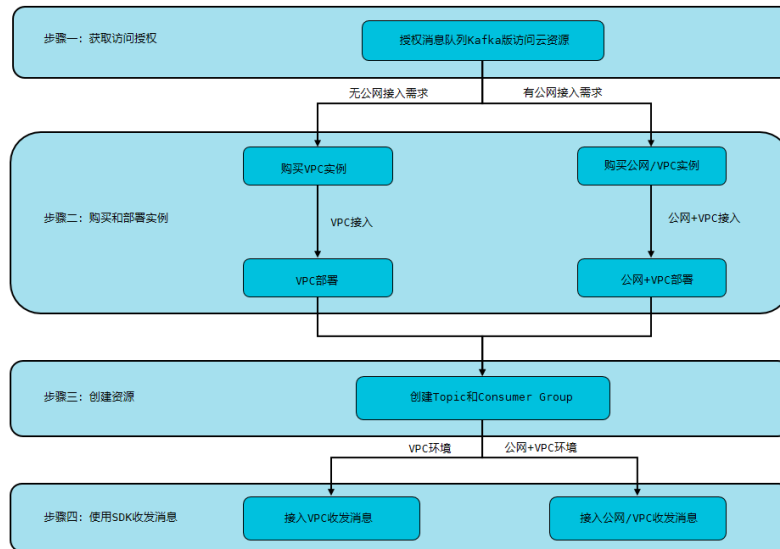 步骤一: 获取访问授权
授权消息队列Kafka版访问云资源
无公网接入需求
有公网接入需求
购买VPC实例
购买公网/VPC实例
步骤二: 购买和部署实例
VPC接入
公网+VPC接入
VPC部署
公网+VPC部署
步骤三: 创建资源
创建Topic和Consumer Group
VPC环境
公网+VPC环境
步骤四: 使用SDK收发消息
接入VPC收发消息
接入公网/VPC收发消息